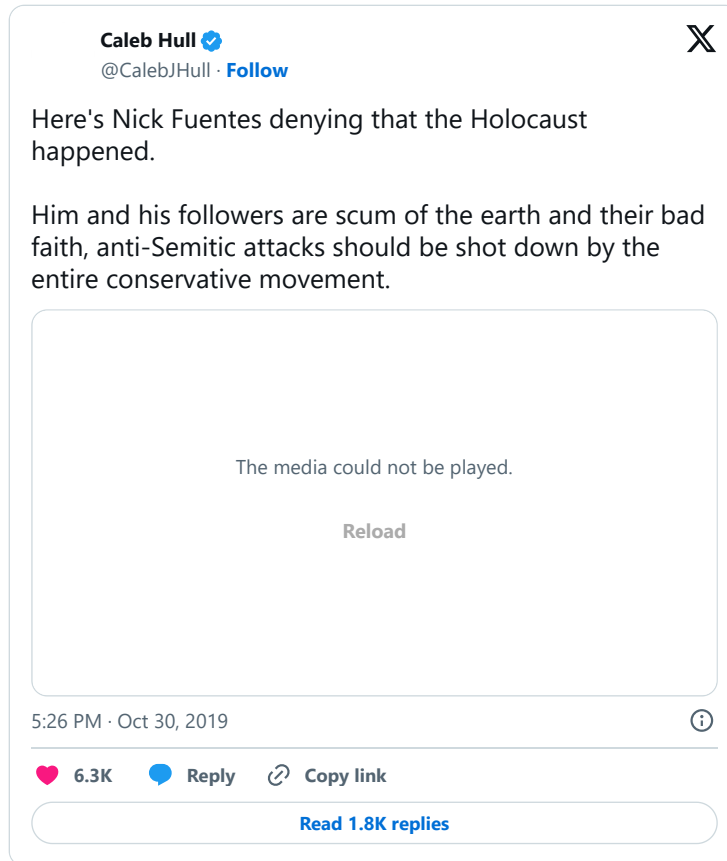 Caleb Hull
@CalebJHull · Follow
Here's Nick Fuentes denying that the Holocaust
happened.
Him and his followers are scum of the earth and their bad
faith, anti-Semitic attacks should be shot down by the
entire conservative movement.
The media could not be played.
Reload
5:26 PM · Oct 30, 2019
6.3K Reply Copy link
Read 1.8K replies